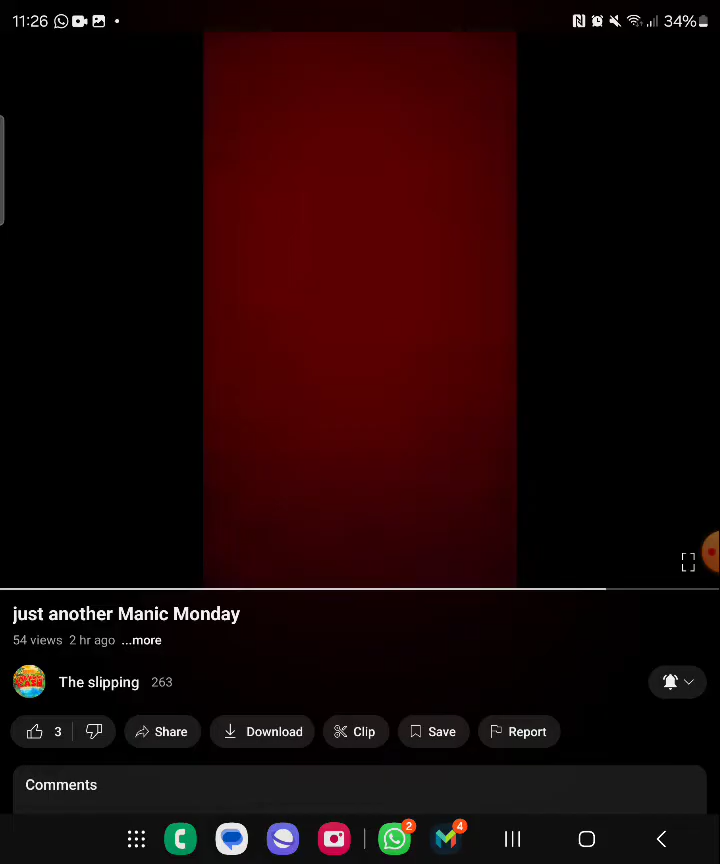 11:26
34%
just another Manic Monday
54 views 2 hr ago ...more
The slipping 263
3 Share Download Clip Save Report
Comments
2 4